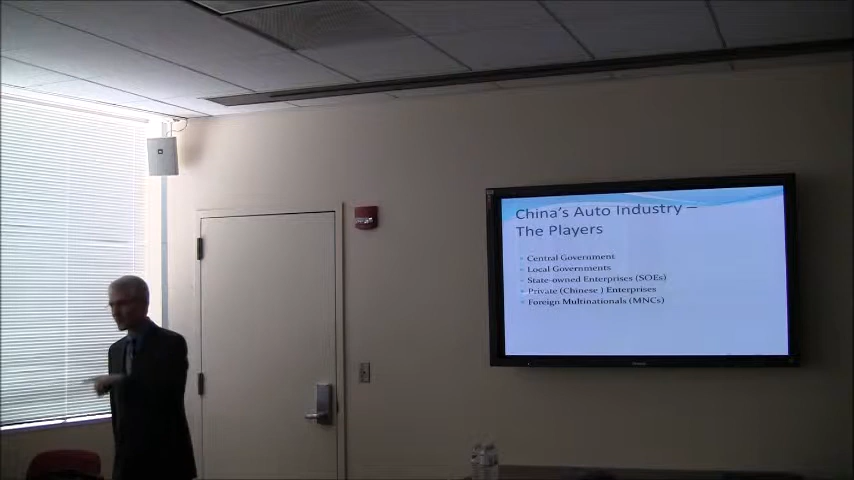 China's Auto Industry –
The Players
Central Government
Local Governments
State-owned Enterprises (SOEs)
Private (Chinese ) Enterprises
Foreign Multinationals (MNCs)